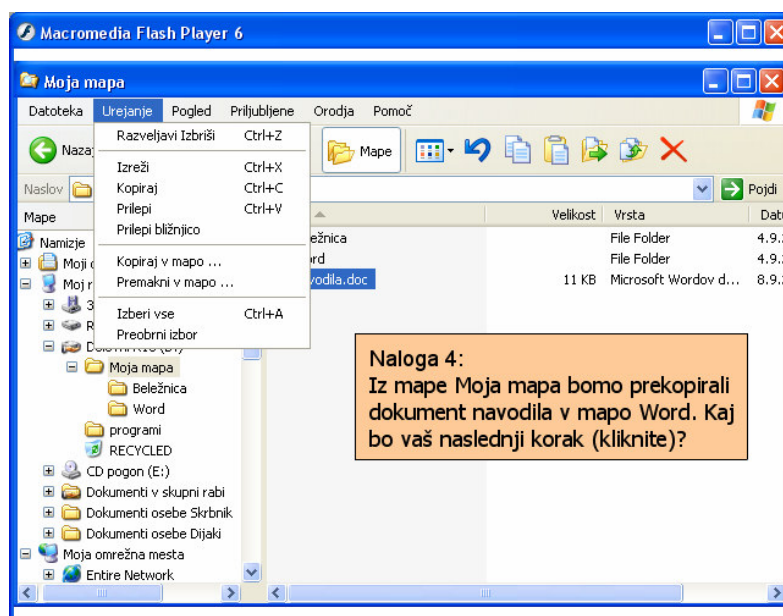 Macromedia Flash Player 6
Moja mapa
Datoteka Urejanje Pogled Priljubljene Orodja Pomoč
Mape
Naslov Pojdi
Razveljavi Izbriši Ctrl+Z
Izreži Ctrl+X
Kopiraj Ctrl+C
Prilepi Ctrl+V
Prilepi bližnjico
Kopiraj v mapo ...
Premakni v mapo ...
Izberi vse Ctrl+A
Preobrni izbor
Mape
Namizje
Moja mapa
Beležnica
Word
programi
RECYCLED
CD pogon (E:)
Dokumenti v skupni rabi
Dokumenti osebe Skrbnik
Dokumenti osebe Dijaki
Moja omrežna mesta
Entire Network
Velikost Vrsta
File Folder
File Folder
11 KB Microsoft Wordov d...
Naloga 4:
Iz mape Moja mapa bomo prekopirali
dokument navodila v mapo Word. Kaj
bo vaš naslednji korak (kliknite)?